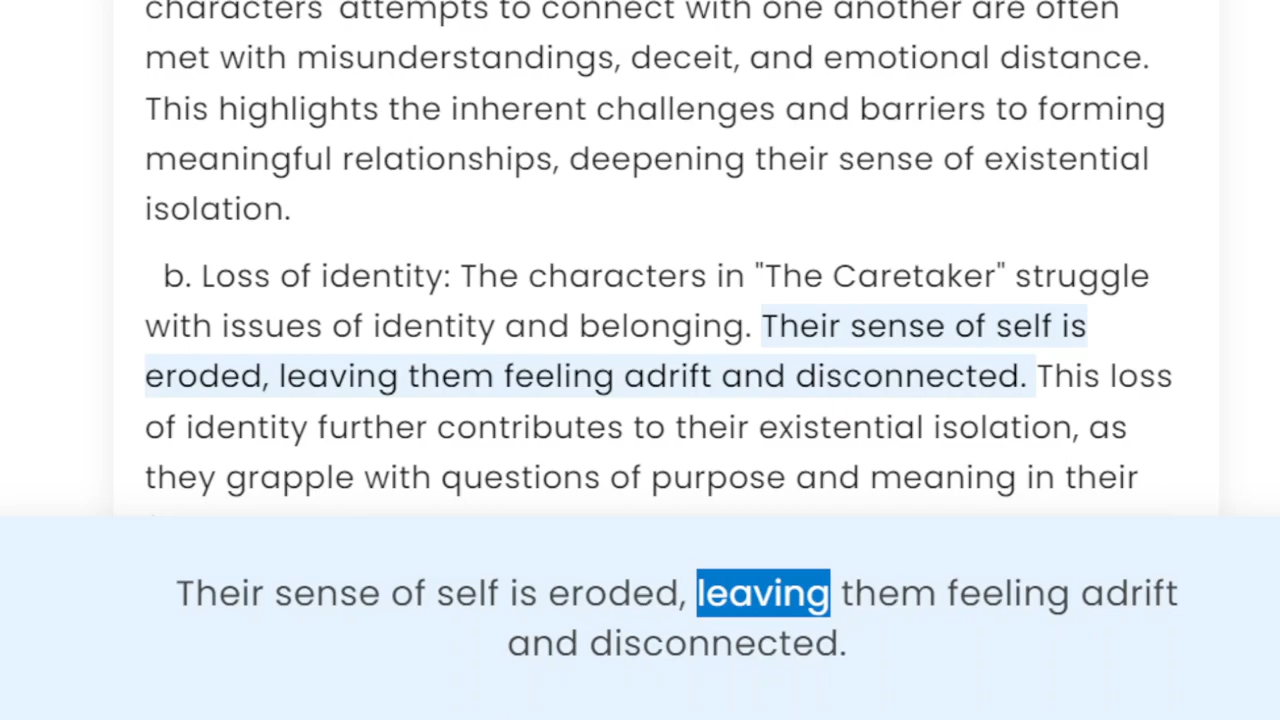 characters' attempts to connect with one another are often
met with misunderstandings, deceit, and emotional distance.
This highlights the inherent challenges and barriers to forming
meaningful relationships, deepening their sense of existential
isolation.
b. Loss of identity: The characters in "The Caretaker" struggle
with issues of identity and belonging. Their sense of self is
eroded, leaving them feeling adrift and disconnected. This loss
of identity further contributes to their existential isolation, as
they grapple with questions of purpose and meaning in their
Their sense of self is eroded, leaving them feeling adrift
and disconnected.